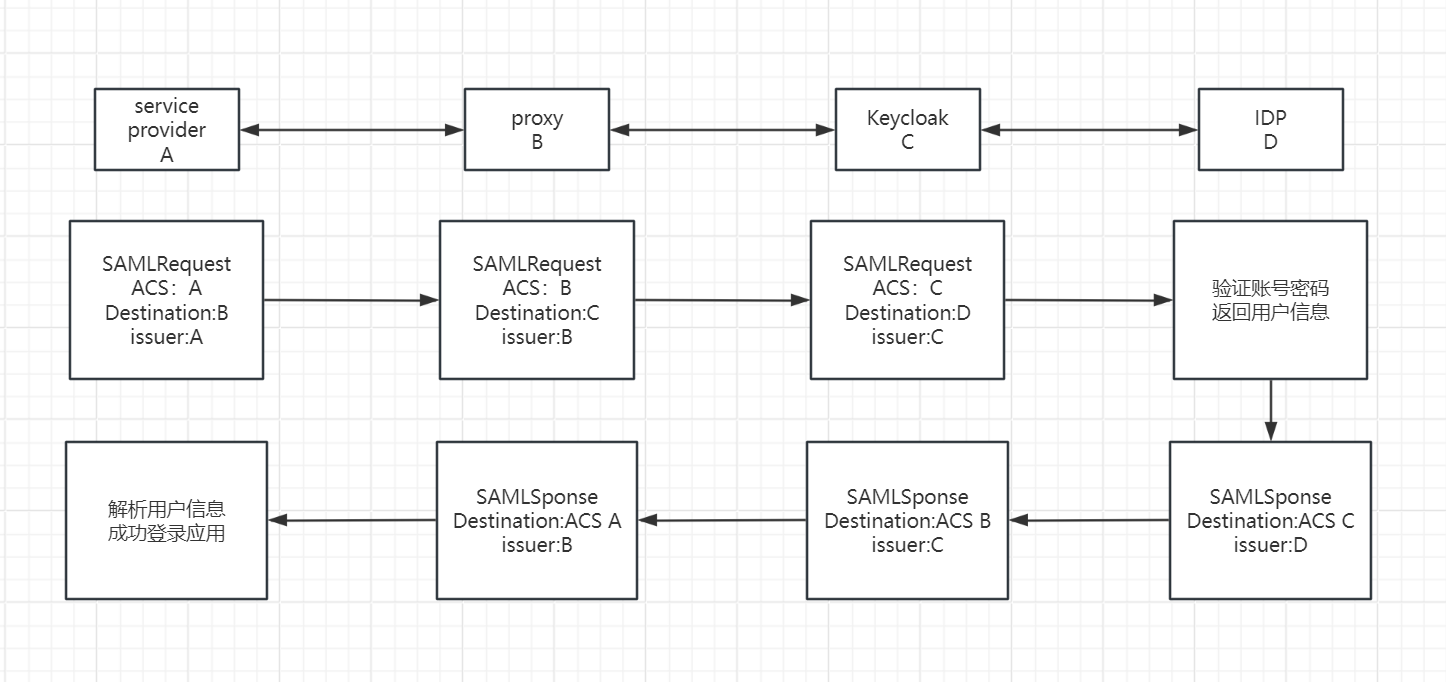 service
provider
A
proxy
B
Keycloak
C
IDP
D
SAMLRequest
ACS：A
Destination:B
issuer:A
SAMLRequest
ACS：B
Destination:C
issuer:B
SAMLRequest
ACS：C
Destination:D
issuer:C
验证账号密码
返回用户信息
解析用户信息
成功登录应用
SAMLSponse
Destination:ACS A
issuer:B
SAMLSponse
Destination:ACS B
issuer:C
SAMLSponse
Destination:ACS C
issuer:D